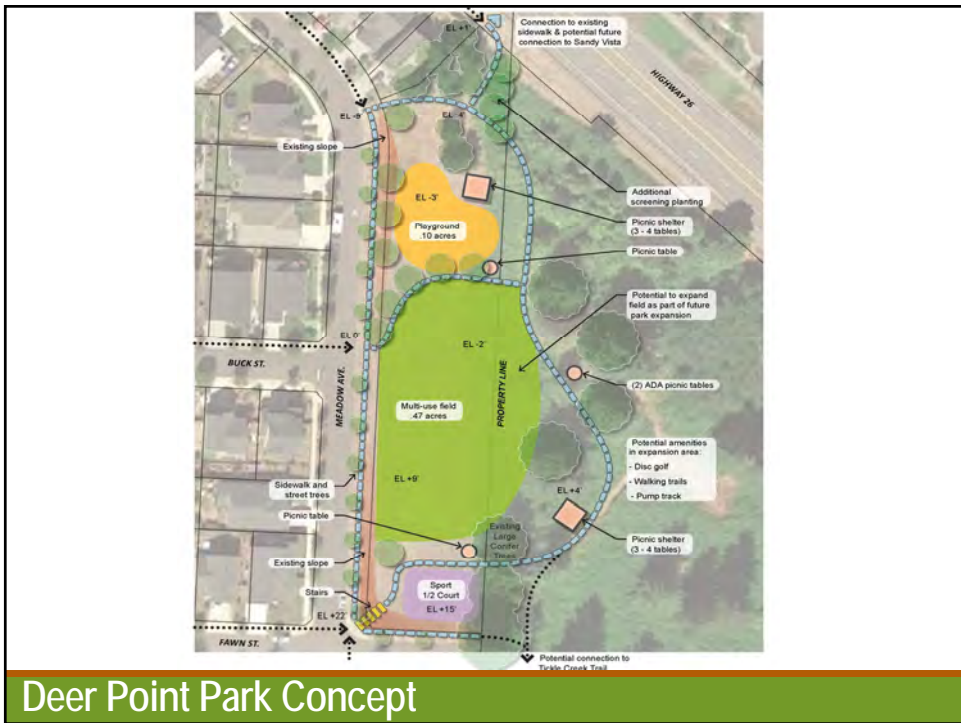 Connection to existing
sidewalk & potential future
connection to Sandy Vista
EL +1'
HIGHWAY 26
EL -4'
Existing slope
EL -3'
Additional
screening planting
Playground
.10 acres
Picnic shelter
(3 - 4 tables)
Picnic table
Potential to expand
field as part of future
park expansion
EL 0'
EL -2'
BUCK ST.
MEADOW AVE.
PROPERTY LINE
(2) ADA picnic tables
Multi-use field
.47 acres
Potential amenities
in expansion area:
- Disc golf
- Walking trails
- Pump track
EL +9'
Sidewalk and
street trees
EL +4'
Picnic table
Existing
Large
Conifer
Trees
Picnic shelter
(3 - 4 tables)
Existing slope
Sport
1/2 Court
Stairs
EL +15'
EL +22'
FAWN ST.
Potential connection to
Tickle Creek Trail
Deer Point Park Concept